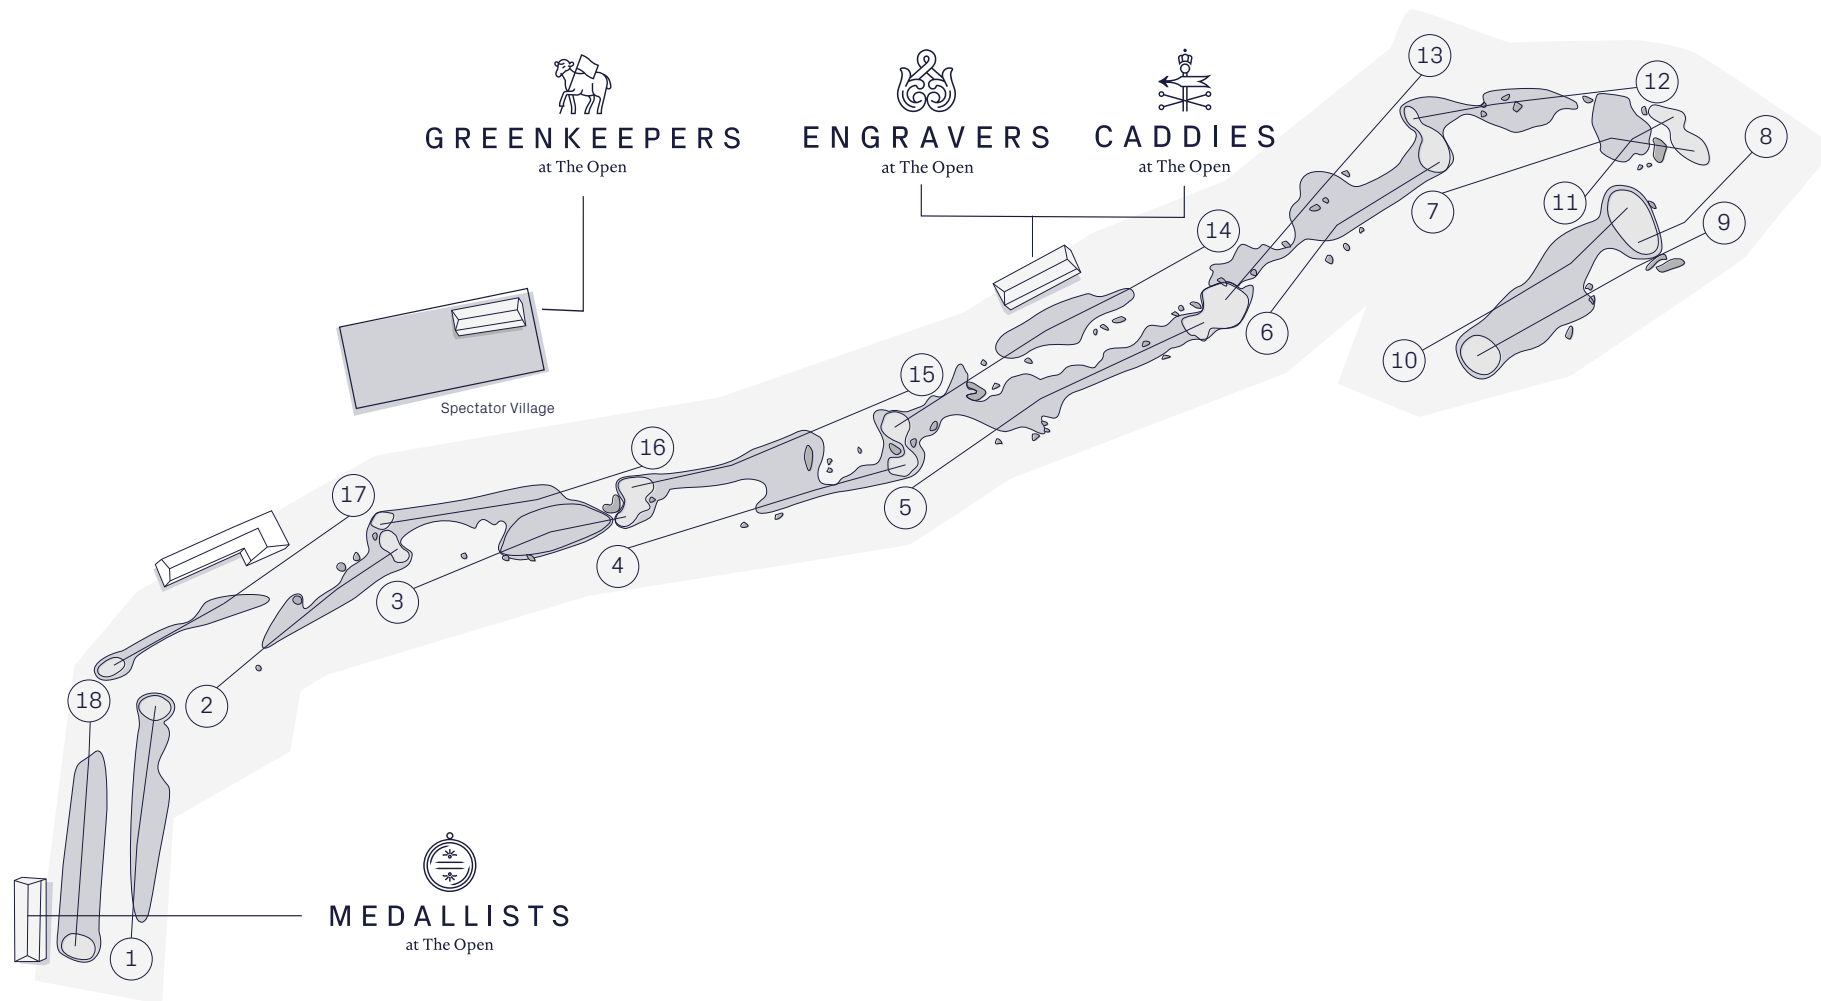 GREENKEEPERS
at The Open
ENGRAVERS
at The Open
CADDIES
at The Open
13
12
8
7
11
9
14
6
10
15
16
5
17
4
3
Spectator Village
18
2
1
MEDALLISTS
at The Open